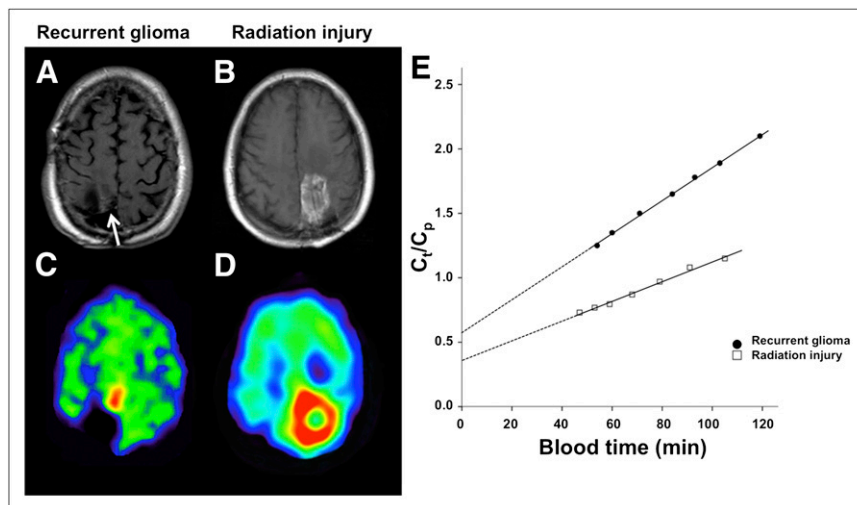 Recurrent glioma Radiation injury
A B E
C D
2.5
2.0
1.5
1.0
0.5
0.0
Ct/Cp
0 20 40 60 80 100 120
Blood time (min)
Recurrent glioma
Radiation injury